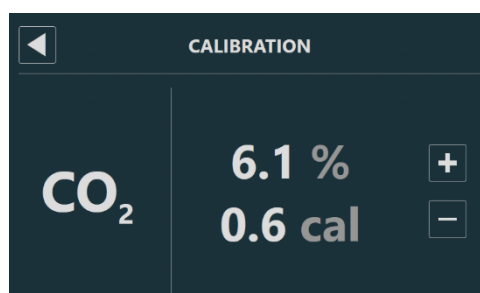 CALIBRATION
CO₂
6.1 %
0.6 cal
+
−